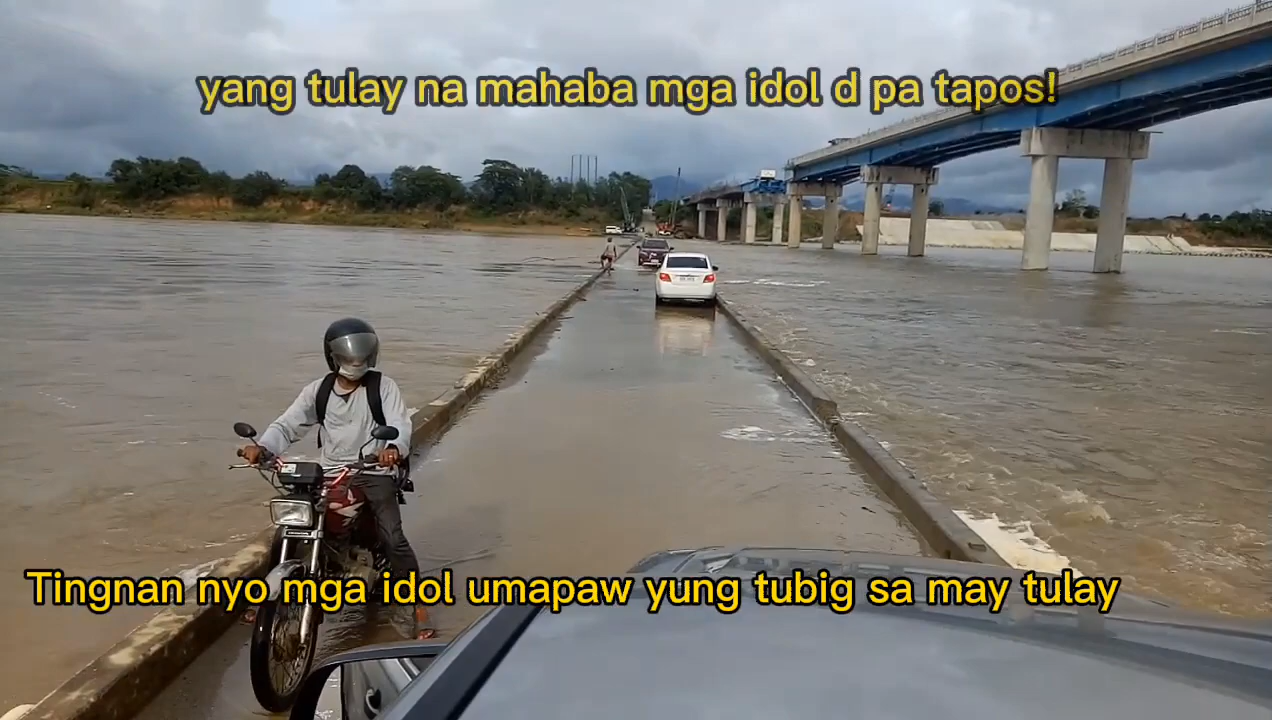 yang tulay na mahaba mga idol d pa tapos!
Tingnan nyo mga idol umapaw yung tubig sa may tulay